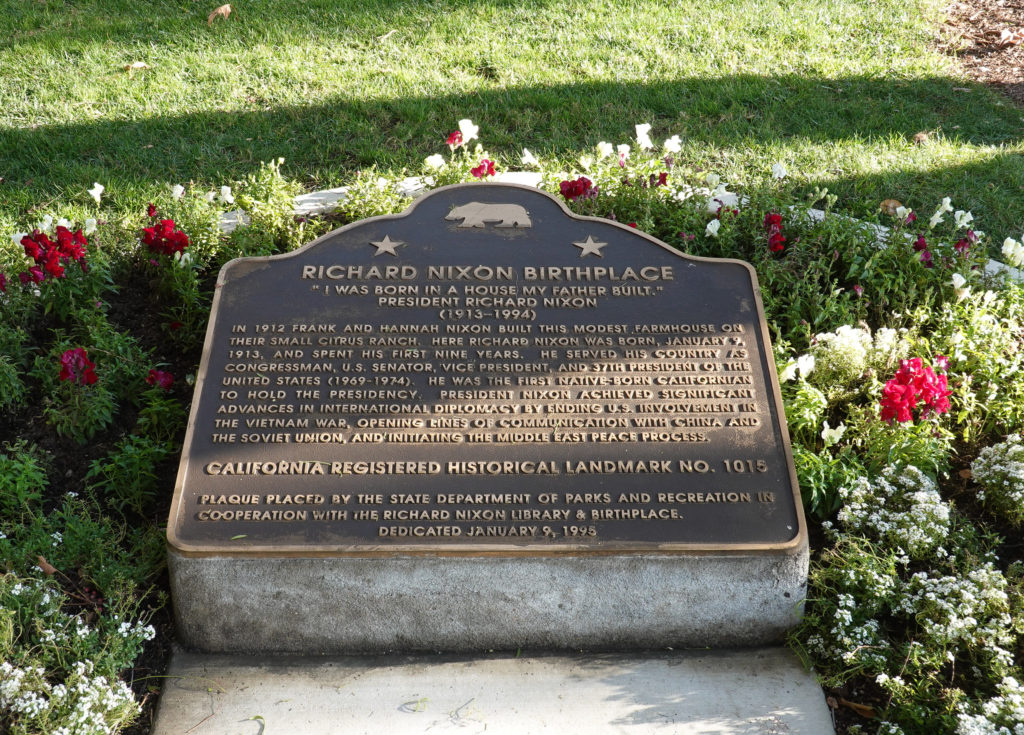 RICHARD NIXON BIRTHPLACE
"I WAS BORN IN A HOUSE MY FATHER BUILT."
PRESIDENT RICHARD NIXON
(1913–1994)
IN 1912 FRANK AND HANNAH NIXON BUILT THIS MODEST FARMHOUSE ON
THEIR SMALL CITRUS RANCH. HERE RICHARD NIXON WAS BORN, JANUARY 9,
1913, AND SPENT HIS FIRST NINE YEARS. HE SERVED HIS COUNTRY AS
CONGRESSMAN, U.S. SENATOR, VICE PRESIDENT, AND 37TH PRESIDENT OF THE
UNITED STATES (1969-1974). HE WAS THE FIRST NATIVE-BORN CALIFORNIAN
TO HOLD THE PRESIDENCY. PRESIDENT NIXON ACHIEVED SIGNIFICANT
ADVANCES IN INTERNATIONAL DIPLOMACY BY ENDING U.S. INVOLVEMENT IN
THE VIETNAM WAR, OPENING LINES OF COMMUNICATION WITH CHINA AND
THE SOVIET UNION, AND INITIATING THE MIDDLE EAST PEACE PROCESS.
CALIFORNIA REGISTERED HISTORICAL LANDMARK NO. 1015
PLAQUE PLACED BY THE STATE DEPARTMENT OF PARKS AND RECREATION IN
COOPERATION WITH THE RICHARD NIXON LIBRARY & BIRTHPLACE.
DEDICATED JANUARY 9, 1995